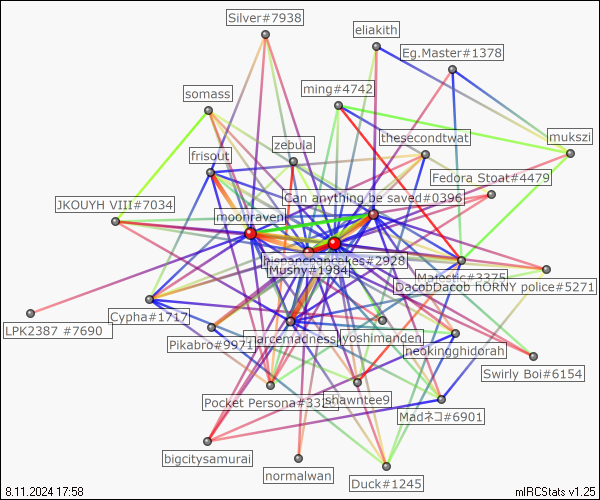 Silver#7938
eliakith
Eg.Master#1378
somass
ming#4742
zebula
thesecondtwat
mukszi
frisout
Fedora Stoat#4479
Can anything be saved#0396
JKOUYH VIII#7034
moonraven
hispanicpancakes#2928
Mushy#1984
Majestic#3375
DacobDacob hORNY police#5271
LPK2387 #7690
Cypha#1717
Pikabro#9971
narcemadness
yoshimanden
neokingghidorah
Swirly Boi#6154
Pocket Persona#33
shawntee9
Madネコ#6901
bigcitysamurai
normalwan
Duck#1245
8.11.2024 17:58
mIRCStats v1.25